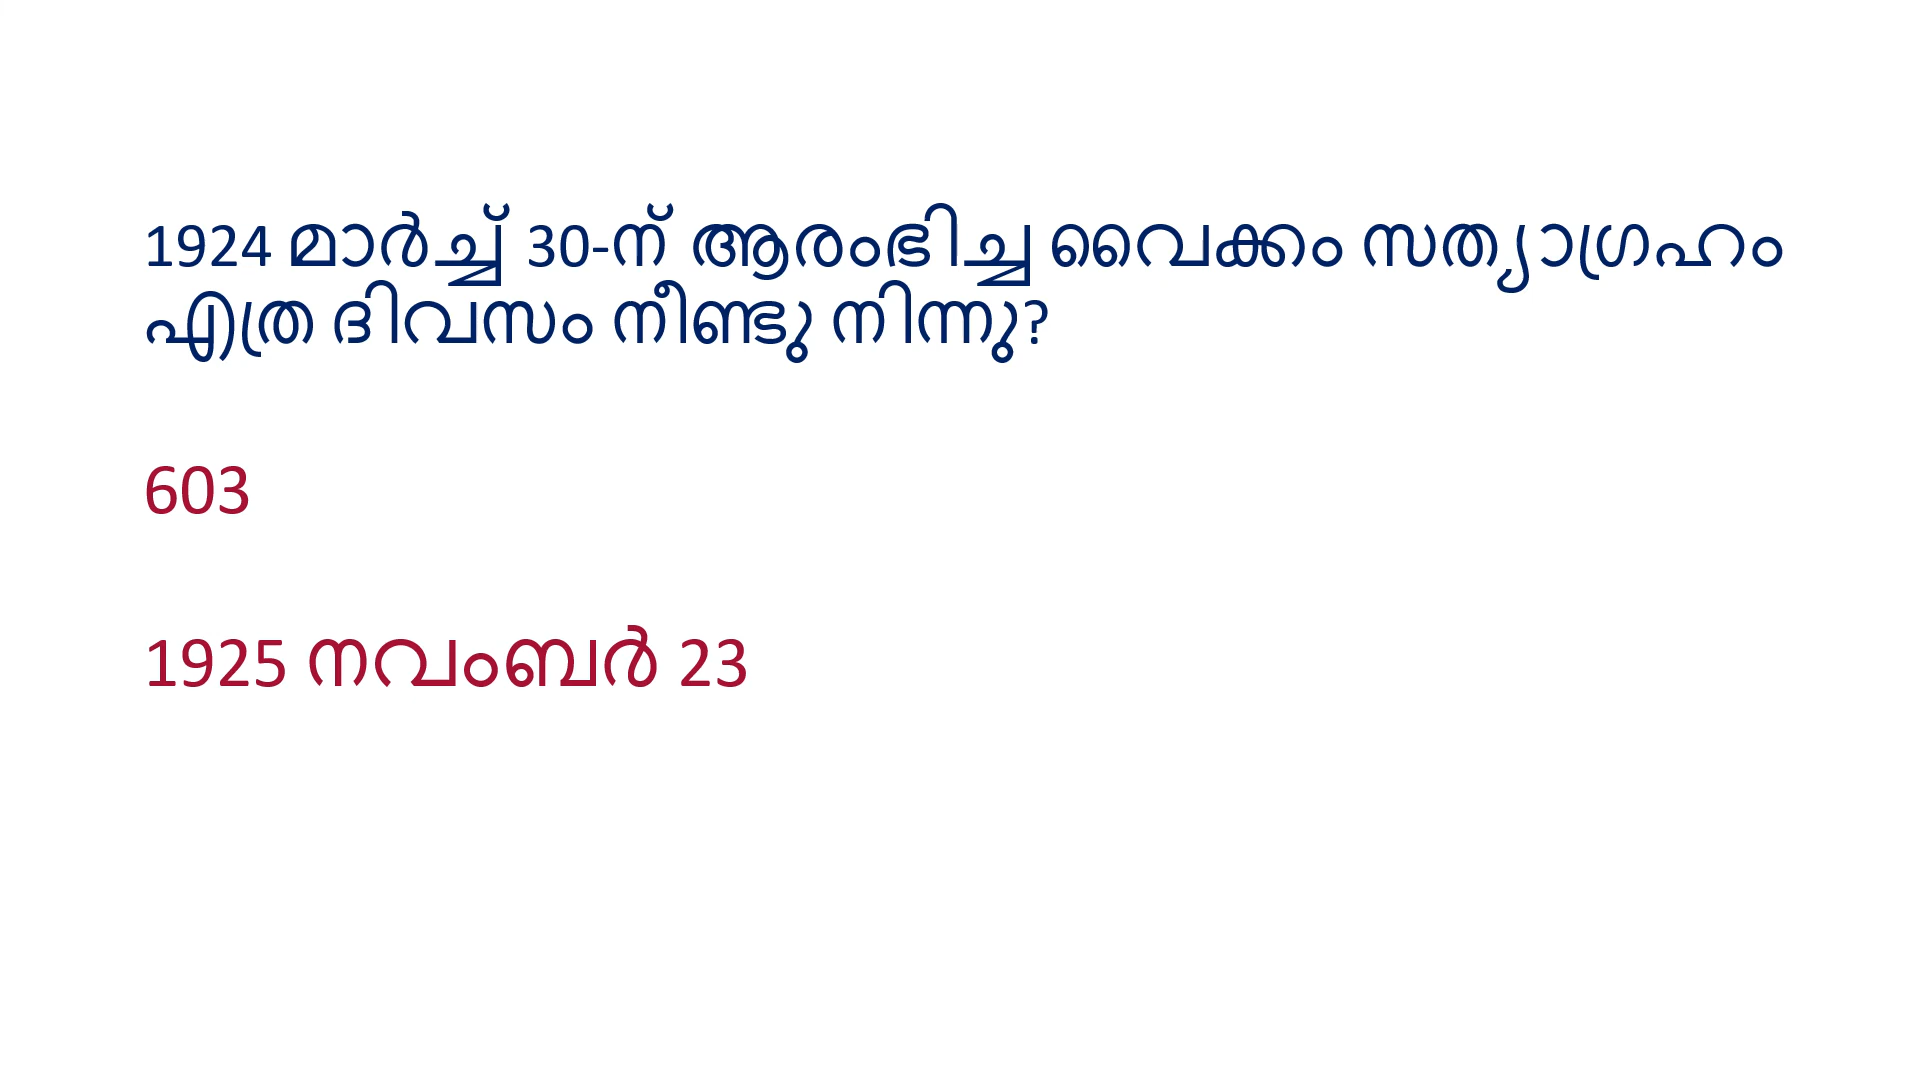 1924 മാർച്ച് 30-ന് ആരംഭിച്ച വൈക്കം സത്യാഗ്രഹം
എത്ര ദിവസം നീണ്ടു നിന്നു?
603
1925 നവംബർ 23